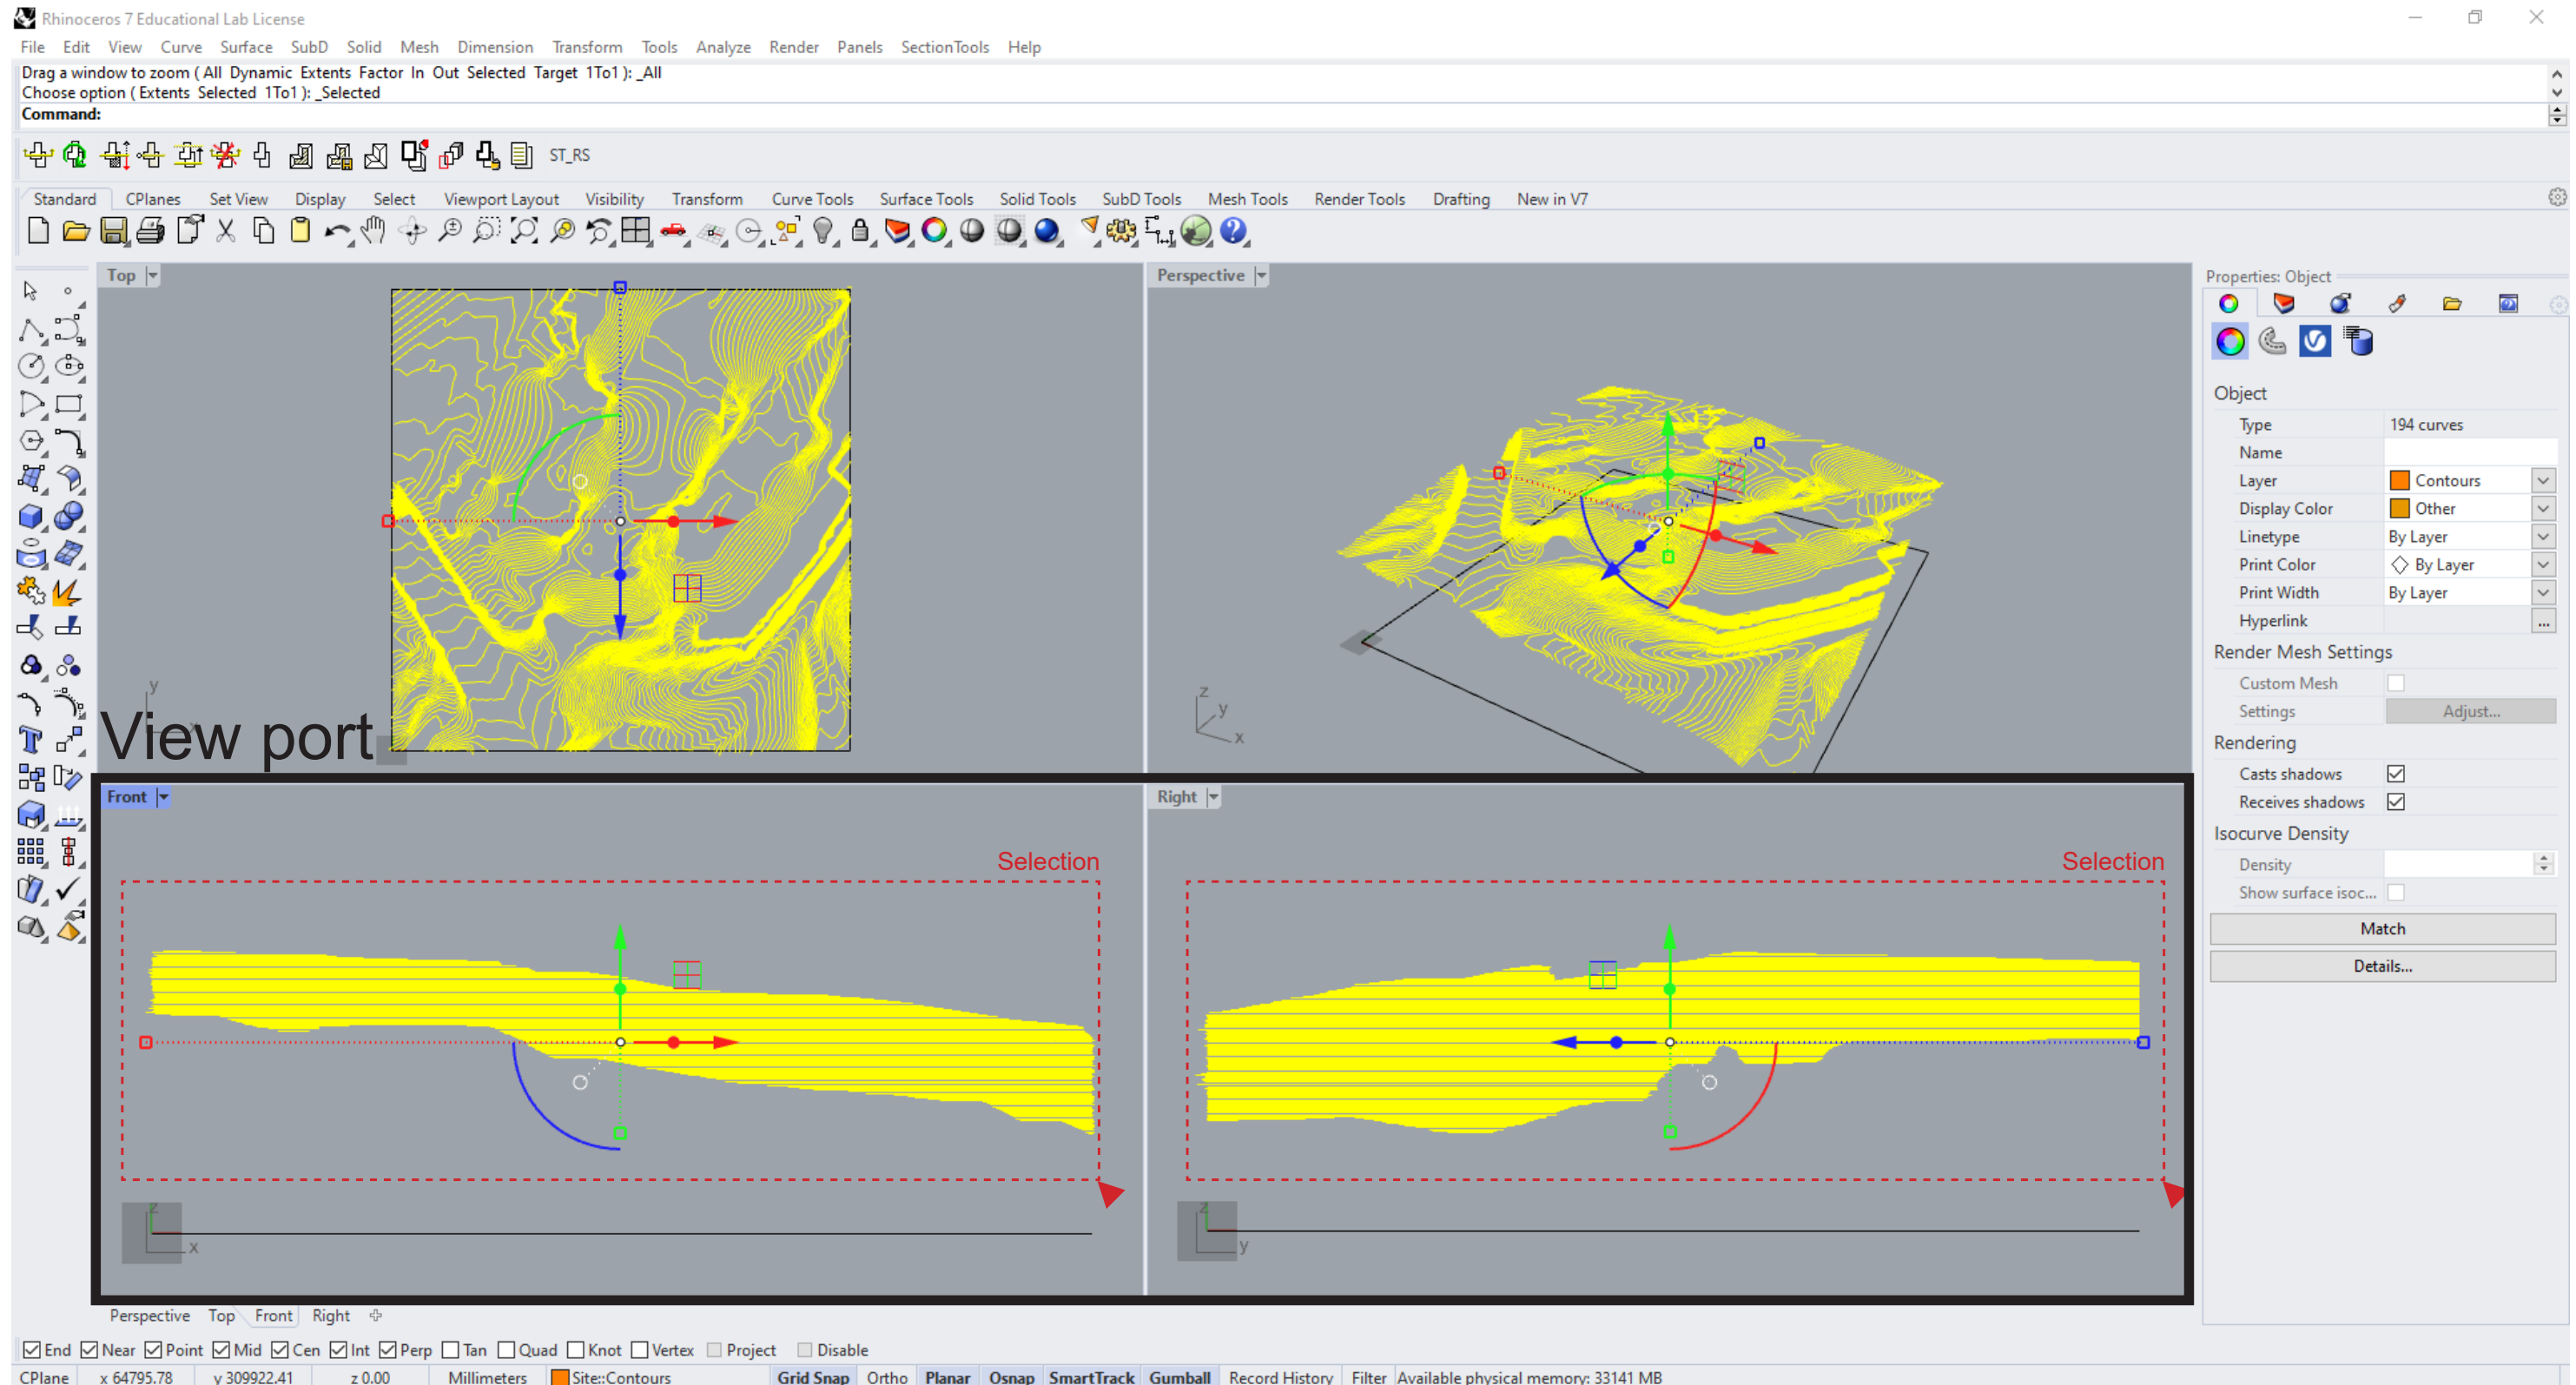 Rhinoceros 7 Educational Lab License
File Edit View Curve Surface SubD Solid Mesh Dimension Transform Tools Analyze Render Panels SectionTools Help
Drag a window to zoom ( All Dynamic Extents Factor In Out Selected Target 1To1 ): _All
Choose option ( Extents Selected 1To1 ): _Selected
Command:
ST_RS
Standard CPlanes Set View Display Select Viewport Layout Visibility Transform Curve Tools Surface Tools Solid Tools SubD Tools Mesh Tools Render Tools Drafting New in V7
Top
y
x
Perspective
z
y
x
View port
Front
Selection
z
x
Right
Selection
z
y
Properties: Object
Object
Type 194 curves
Name
Layer Contours
Display Color Other
Linetype By Layer
Print Color By Layer
Print Width By Layer
Hyperlink ...
Render Mesh Settings
Custom Mesh
Settings Adjust...
Rendering
Casts shadows
Receives shadows
Isocurve Density
Density
Show surface isoc...
Match
Details...
Perspective Top Front Right
End Near Point Mid Cen Int Perp Tan Quad Knot Vertex Project Disable
CPlane x 64795.78 y 309922.41 z 0.00 Millimeters Site::Contours Grid Snap Ortho Planar Osnap SmartTrack Gumball Record History Filter Available physical memory: 33141 MB